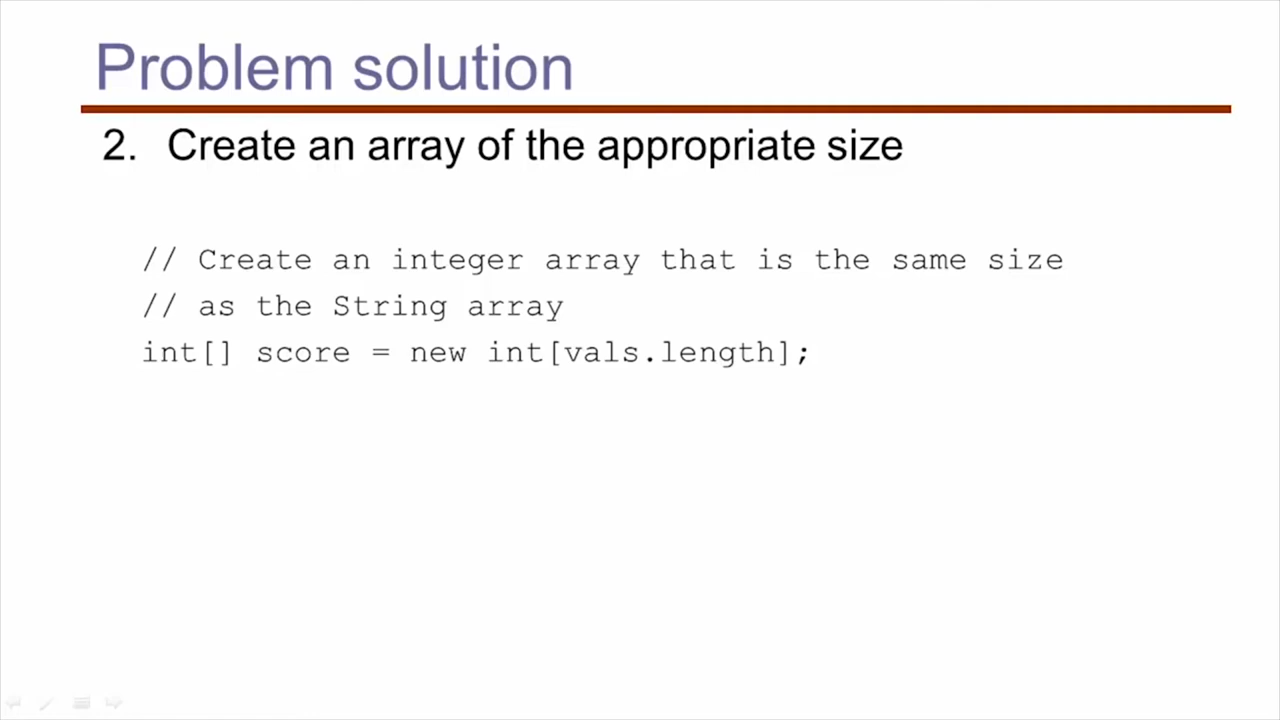 Problem solution
2. Create an array of the appropriate size
// Create an integer array that is the same size
// as the String array
int[] score = new int[vals.length];